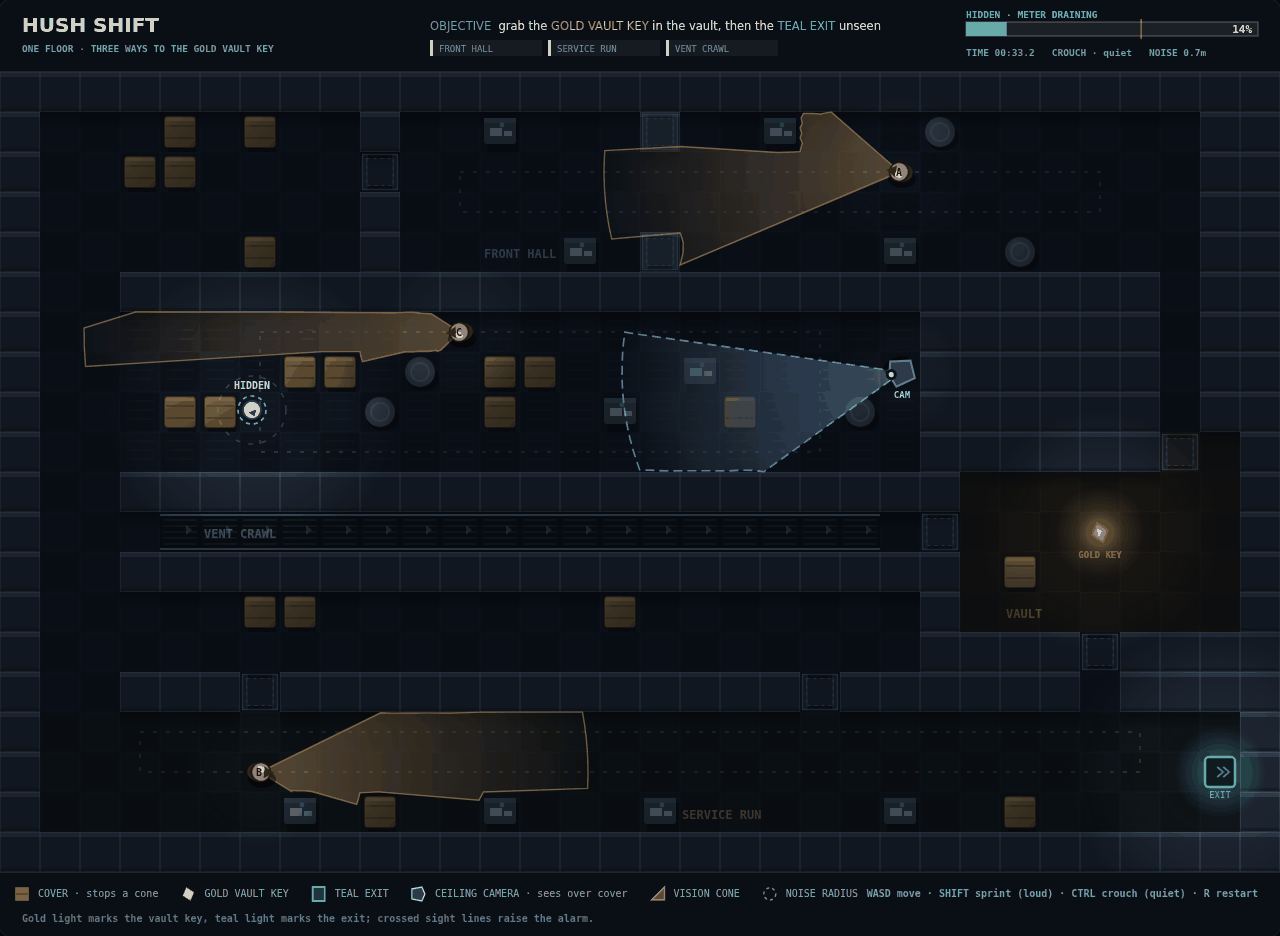 HUSH SHIFT
ONE FLOOR · THREE WAYS TO THE GOLD VAULT KEY
OBJECTIVE grab the GOLD VAULT KEY in the vault, then the TEAL EXIT unseen
FRONT HALL
SERVICE RUN
VENT CRAWL
HIDDEN · METER DRAINING
14%
TIME 00:33.2 CROUCH · quiet NOISE 0.7m
A
FRONT HALL
C
HIDDEN
CAM
VENT CRAWL
GOLD KEY
VAULT
B
SERVICE RUN
EXIT
COVER · stops a cone
GOLD VAULT KEY
TEAL EXIT
CEILING CAMERA · sees over cover
VISION CONE
NOISE RADIUS
WASD move · SHIFT sprint (loud) · CTRL crouch (quiet) · R restart
Gold light marks the vault key, teal light marks the exit; crossed sight lines raise the alarm.